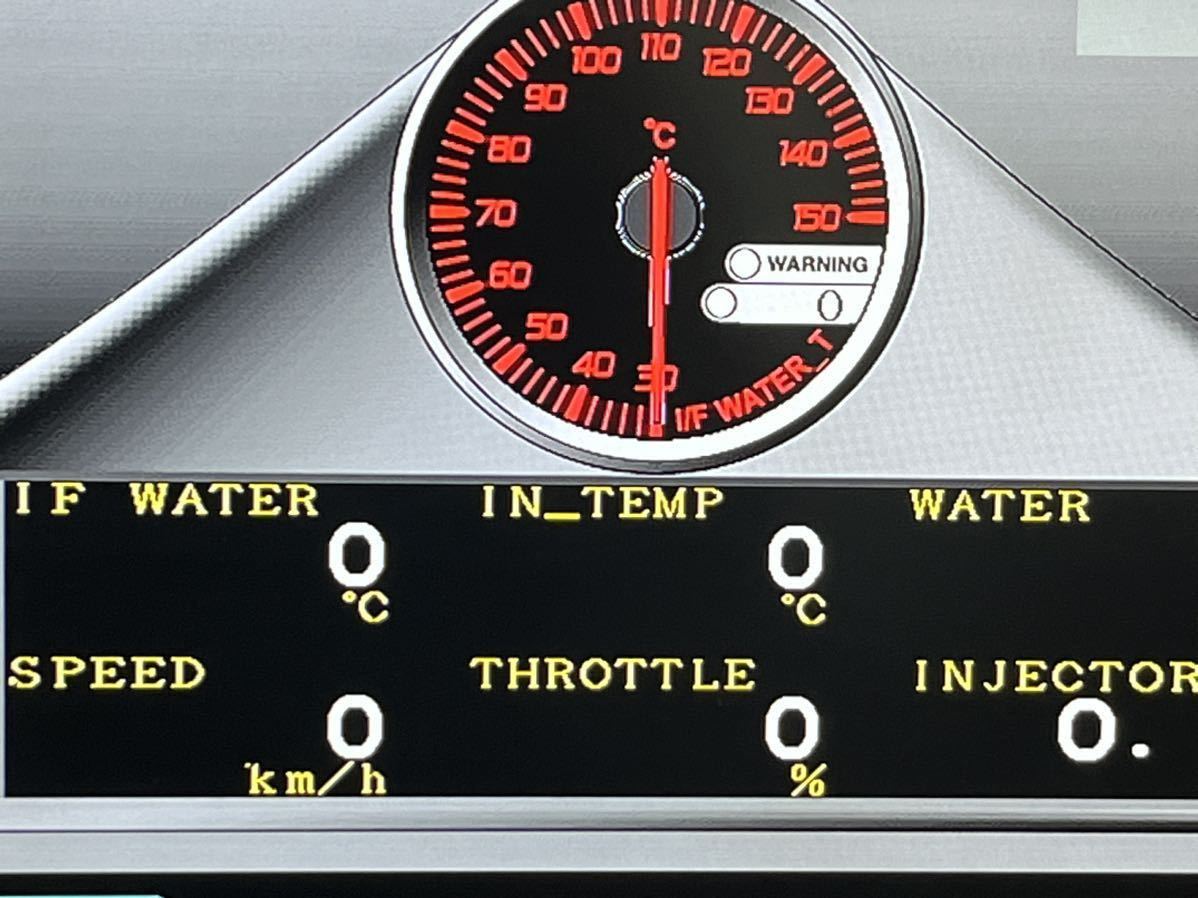 110
100 120
90 130
°C
80 140
70 150
WARNING
60
0
50
40
30
I/F WATER_T
IF WATER IN_TEMP WATER
0 0
°C °C
SPEED THROTTLE INJECTOR
0 0 0.
km/h %